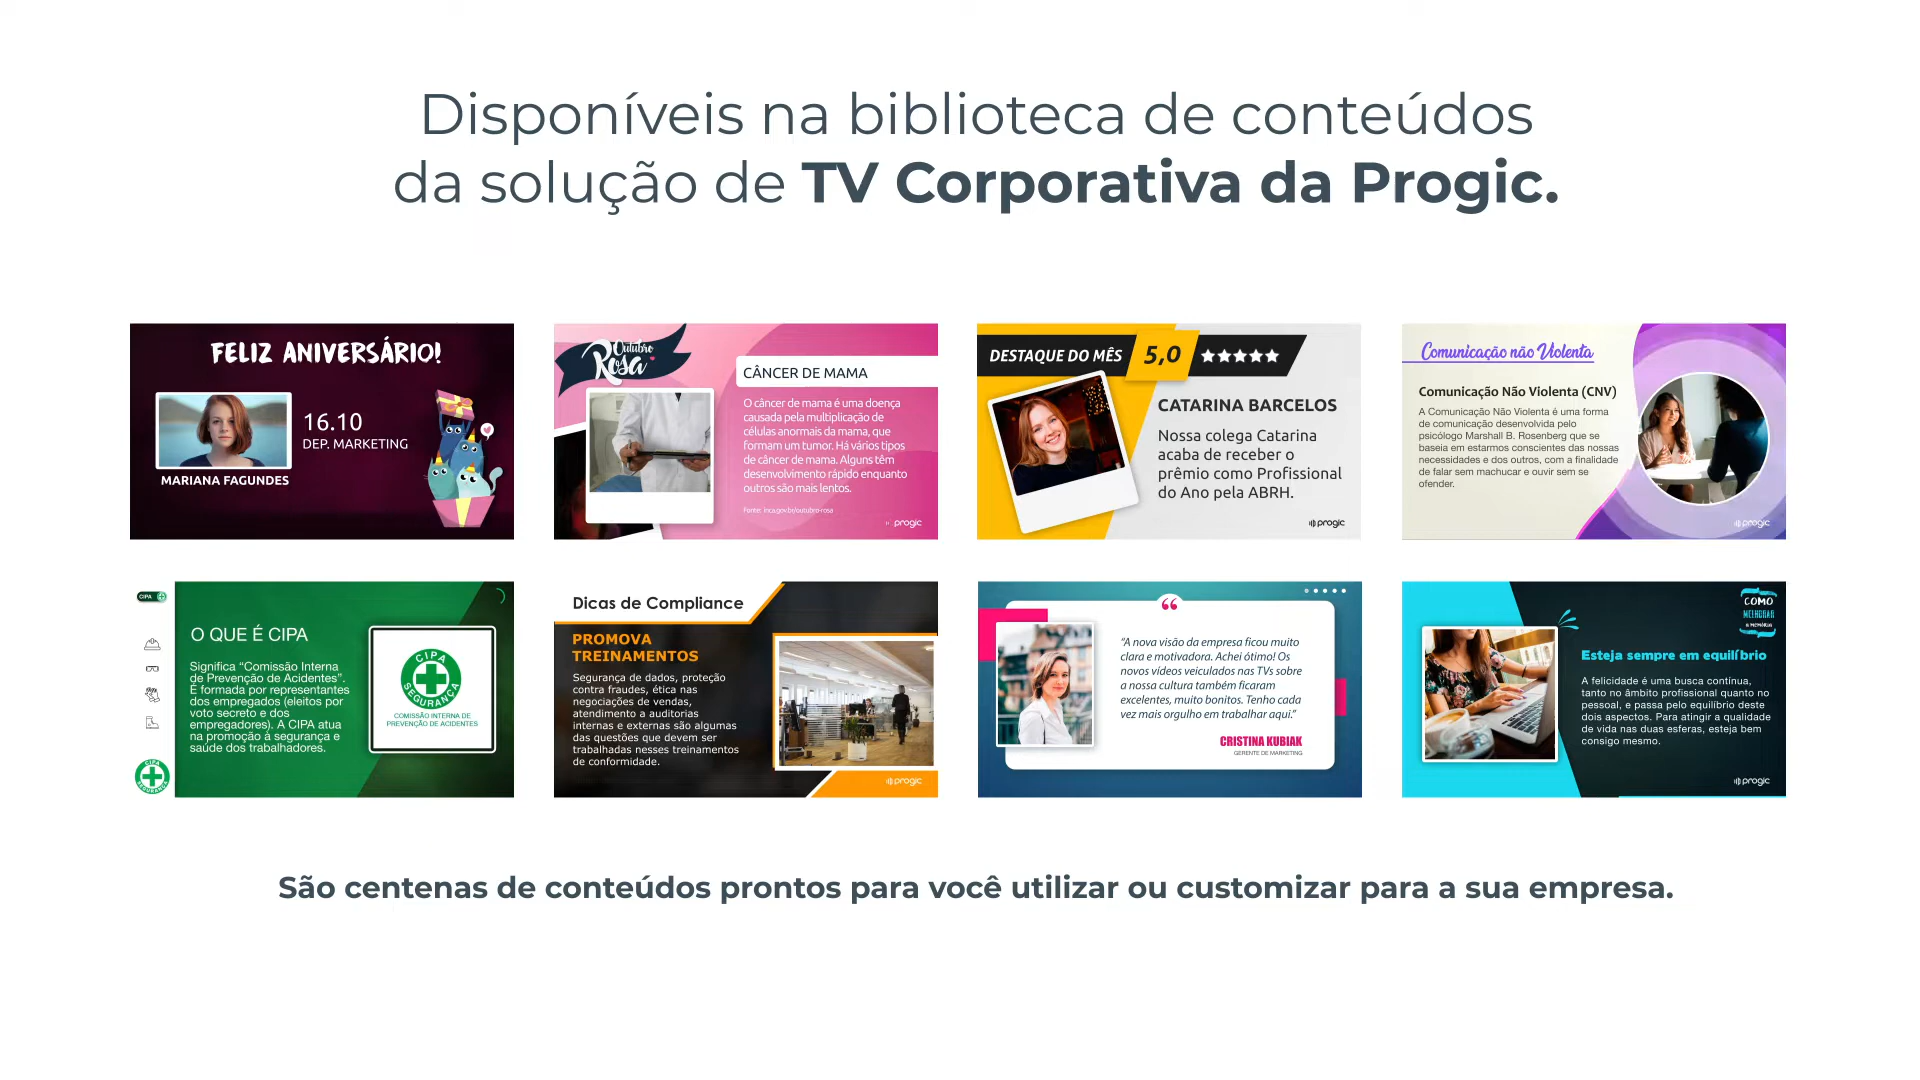 Disponíveis na biblioteca de conteúdos
da solução de TV Corporativa da Progic.
FELIZ ANIVERSÁRIO!
16.10
DEP. MARKETING
MARIANA FAGUNDES
Outubro
Rosa
CÂNCER DE MAMA
O câncer de mama é uma doença
causada pela multiplicação de
células anormais da mama, que
formam um tumor. Há vários tipos
de câncer de mama. Alguns têm
desenvolvimento rápido enquanto
outros são mais lentos.
Fonte: inca.gov.br/outubro-rosa
progic
DESTAQUE DO MÊS
5,0
CATARINA BARCELOS
Nossa colega Catarina
acaba de receber o
prêmio como Profissional
do Ano pela ABRH.
progic
Comunicação não Violenta
Comunicação Não Violenta (CNV)
A Comunicação Não Violenta é uma forma
de comunicação desenvolvida pelo
psicólogo Marshall B. Rosenberg que se
baseia em estarmos conscientes das nossas
necessidades e dos outros, com a finalidade
de falar sem machucar e ouvir sem se
ofender.
progic
CIPA
O QUE É CIPA
Significa “Comissão Interna
de Prevenção de Acidentes”.
É formada por representantes
dos empregados (eleitos por
voto secreto e dos
empregadores). A CIPA atua
na promoção à segurança e
saúde dos trabalhadores.
CIPA
SEGURANÇA
COMISSÃO INTERNA DE
PREVENÇÃO DE ACIDENTES
CIPA
SEGURANÇA
Dicas de Compliance
PROMOVA
TREINAMENTOS
Segurança de dados, proteção
contra fraudes, ética nas
negociações de vendas,
atendimento a auditorias
internas e externas são algumas
das questões que devem ser
trabalhadas nesses treinamentos
de conformidade.
progic
“A nova visão da empresa ficou muito
clara e motivadora. Achei ótimo! Os
novos vídeos veiculados nas TVs sobre
a nossa cultura também ficaram
excelentes, muito bonitos. Tenho cada
vez mais orgulho em trabalhar aqui.”
CRISTINA KUBIAK
GERENTE DE MARKETING
COMO
MELHORAR
A MEMÓRIA
Esteja sempre em equilíbrio
A felicidade é uma busca contínua,
tanto no âmbito profissional quanto no
pessoal, e passa pelo equilíbrio deste
dois aspectos. Para atingir a qualidade
de vida nas duas esferas, esteja bem
consigo mesmo.
progic
São centenas de conteúdos prontos para você utilizar ou customizar para a sua empresa.